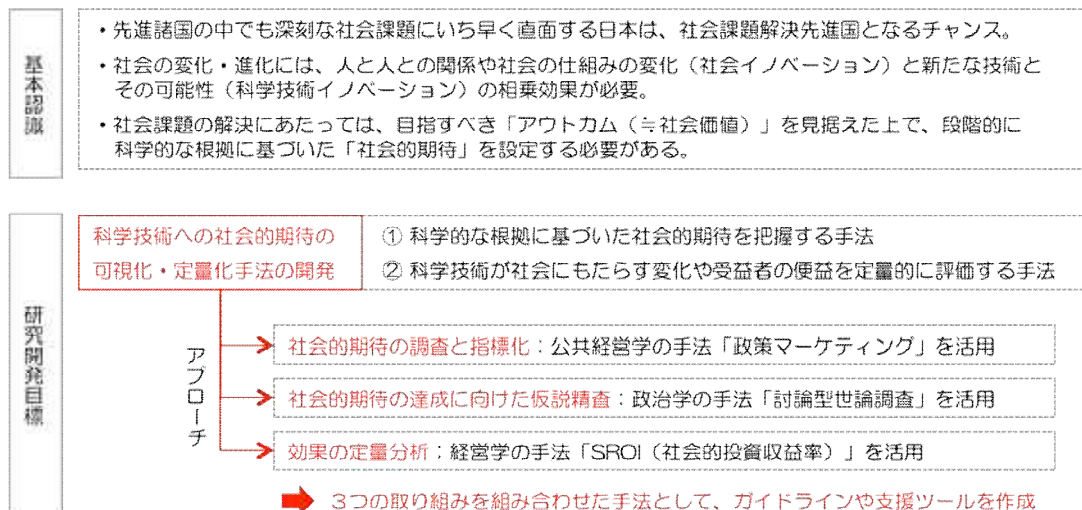 基本認識
・先進諸国の中でも深刻な社会課題にいち早く直面する日本は、社会課題解決先進国となるチャンス。
・社会の変化・進化には、人と人との関係や社会の仕組みの変化（社会イノベーション）と新たな技術と
その可能性（科学技術イノベーション）の相乗効果が必要。
・社会課題の解決にあたっては、目指すべき「アウトカム（≒社会価値）」を見据えた上で、段階的に
科学的な根拠に基づいた「社会的期待」を設定する必要がある。
研究開発目標
科学技術への社会的期待の
可視化・定量化手法の開発
① 科学的な根拠に基づいた社会的期待を把握する手法
② 科学技術が社会にもたらす変化や受益者の便益を定量的に評価する手法
アプローチ
社会的期待の調査と指標化：公共経営学の手法「政策マーケティング」を活用
社会的期待の達成に向けた仮説精査：政治学の手法「討論型世論調査」を活用
効果の定量分析：経営学の手法「SROI（社会的投資収益率）」を活用
３つの取り組みを組み合わせた手法として、ガイドラインや支援ツールを作成